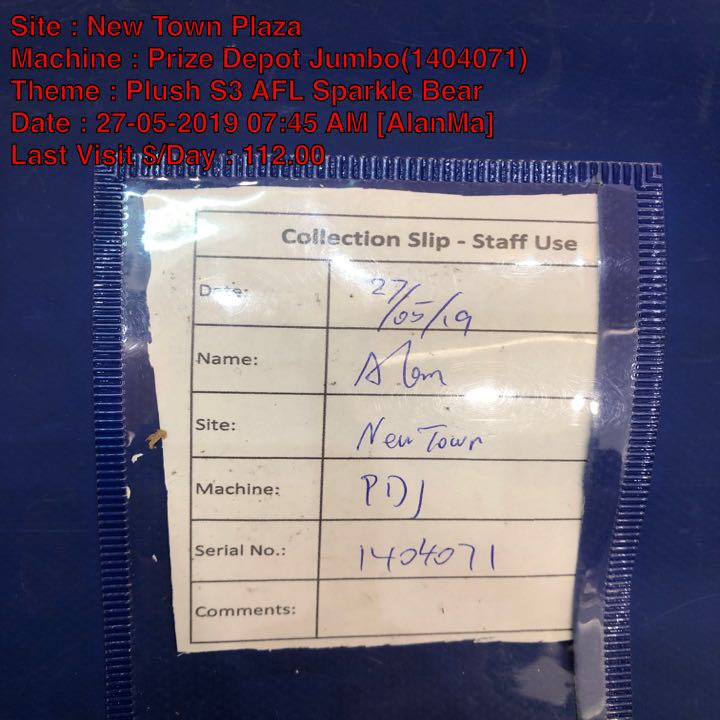 Site : New Town Plaza
Machine : Prize Depot Jumbo(1404071)
Theme : Plush S3 AFL Sparkle Bear
Date : 27-05-2019 07:45 AM [AlanMa]
Last Visit $/Day : 112.00
Collection Slip - Staff Use
Date: 27/05/19
Name: Alan
Site: New Town
Machine: PDJ
Serial No.: 1404071
Comments: